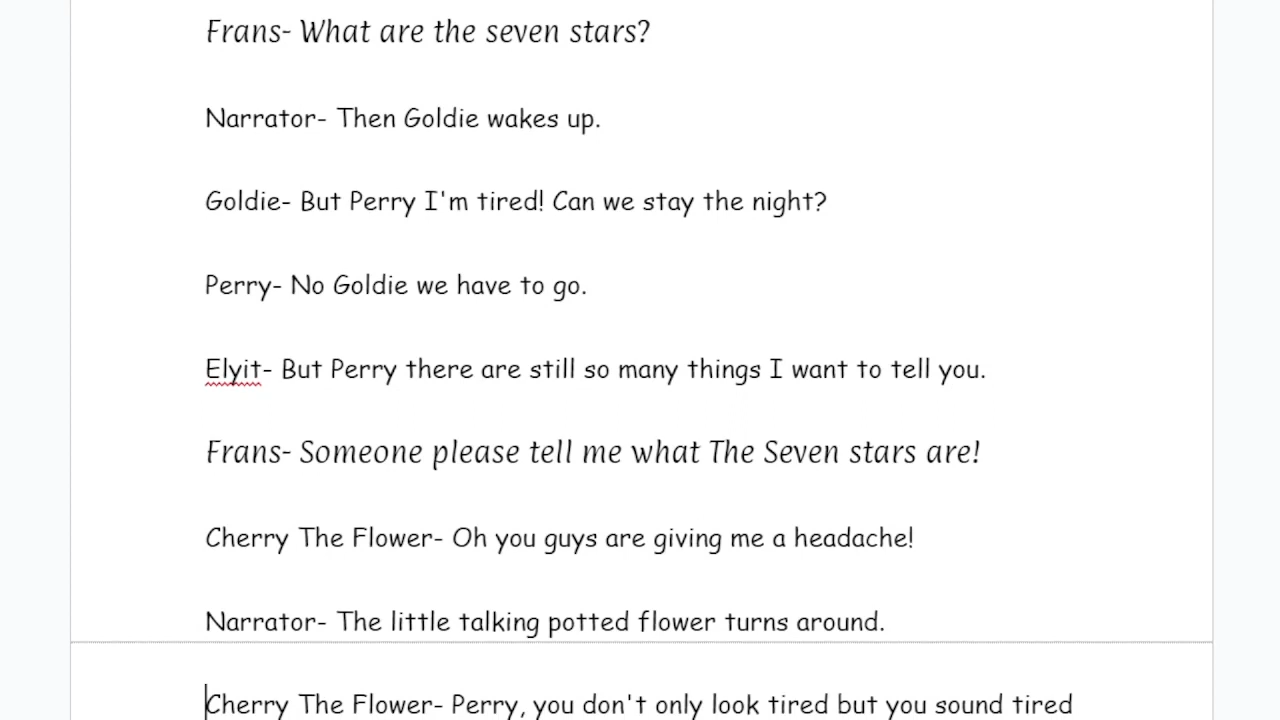 Frans- What are the seven stars?
Narrator- Then Goldie wakes up.
Goldie- But Perry I'm tired! Can we stay the night?
Perry- No Goldie we have to go.
Elyit- But Perry there are still so many things I want to tell you.
Frans- Someone please tell me what The Seven stars are!
Cherry The Flower- Oh you guys are giving me a headache!
Narrator- The little talking potted flower turns around.
Cherry The Flower- Perry, you don't only look tired but you sound tired